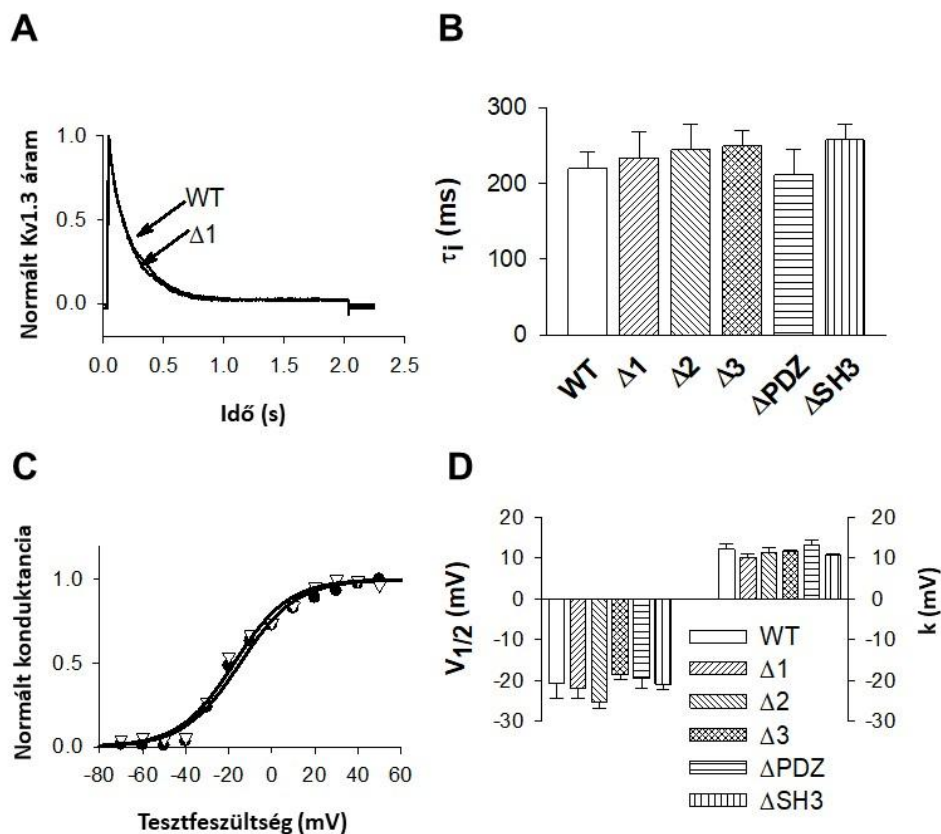 A
Normált Kv1.3 áram
1.0
0.5
0.0
WT
Δ1
0.0 0.5 1.0 1.5 2.0 2.5
Idő (s)
B
τi (ms)
300
200
100
0
WT Δ1 Δ2 Δ3 ΔPDZ ΔSH3
C
Normált konduktancia
1.0
0.5
0.0
-80 -60 -40 -20 0 20 40 60
Tesztfeszültség (mV)
D
V1/2 (mV)
20
10
0
-10
-20
-30
WT
Δ1
Δ2
Δ3
ΔPDZ
ΔSH3
20
10
0
-10
-20
-30
k (mV)